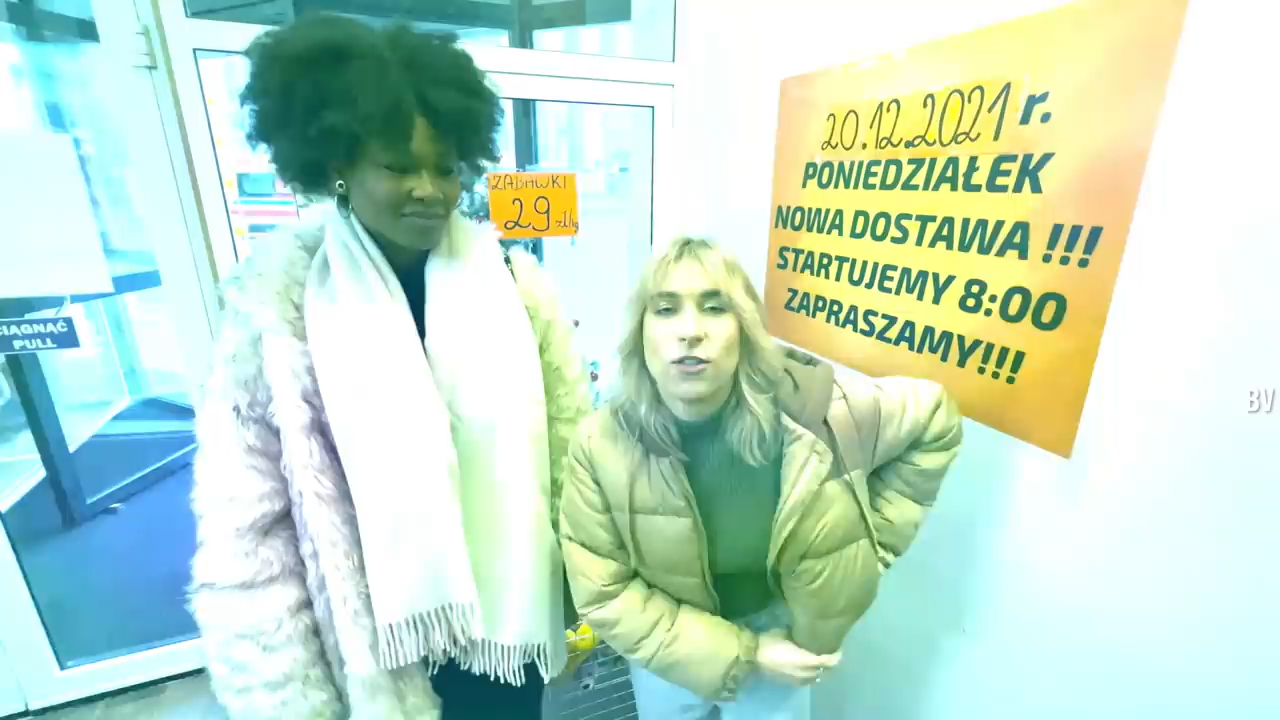 20.12.2021 r.
PONIEDZIAŁEK
NOWA DOSTAWA !!!
STARTUJEMY 8:00
ZAPRASZAMY!!!
ZABAWKI
29 zł/kg
CIĄGNĄĆ
PULL
BV